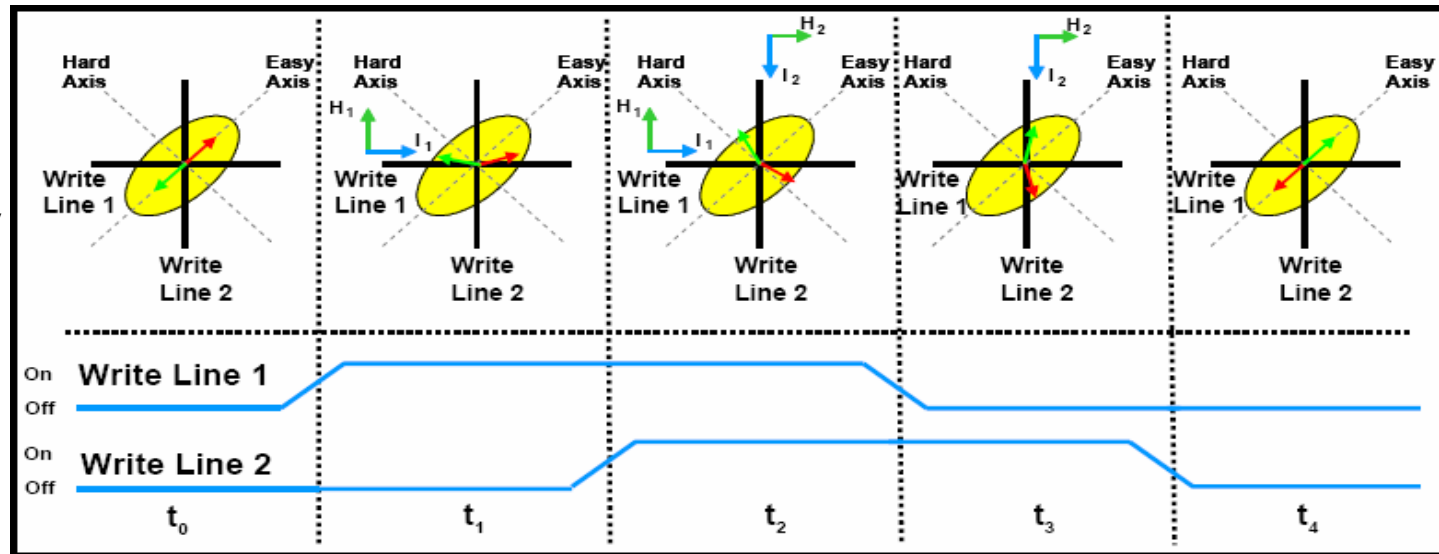 Hard
Axis
Easy
Axis
Write
Line 1
Write
Line 2
Hard
Axis
Easy
Axis
H1
I1
Write
Line 1
Write
Line 2
H2
I2
Hard
Axis
Easy
Axis
H1
I1
Write
Line 1
Write
Line 2
H2
I2
Hard
Axis
Easy
Axis
Write
Line 1
Write
Line 2
Hard
Axis
Easy
Axis
Write
Line 1
Write
Line 2
On
Write Line 1
Off
On
Write Line 2
Off
t0 t1 t2 t3 t4